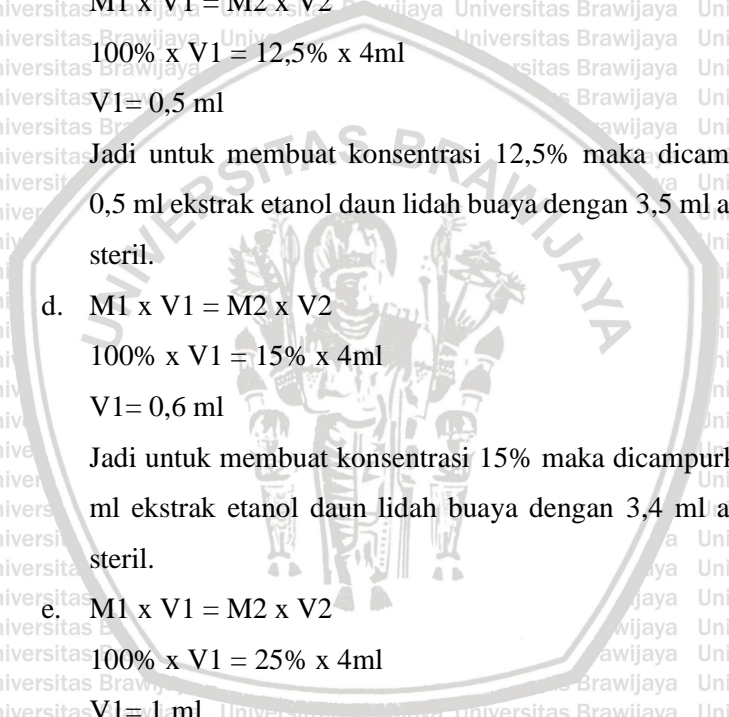 M1 x V1 = M2 x V2
100% x V1 = 12,5% x 4ml
V1= 0,5 ml
Jadi untuk membuat konsentrasi 12,5% maka dicam
0,5 ml ekstrak etanol daun lidah buaya dengan 3,5 ml a
steril.
d. M1 x V1 = M2 x V2
100% x V1 = 15% x 4ml
V1= 0,6 ml
Jadi untuk membuat konsentrasi 15% maka dicampur
ml ekstrak etanol daun lidah buaya dengan 3,4 ml a
steril.
e. M1 x V1 = M2 x V2
100% x V1 = 25% x 4ml
V1= 1 ml
UNIVERSITAS BRAWIJAYA